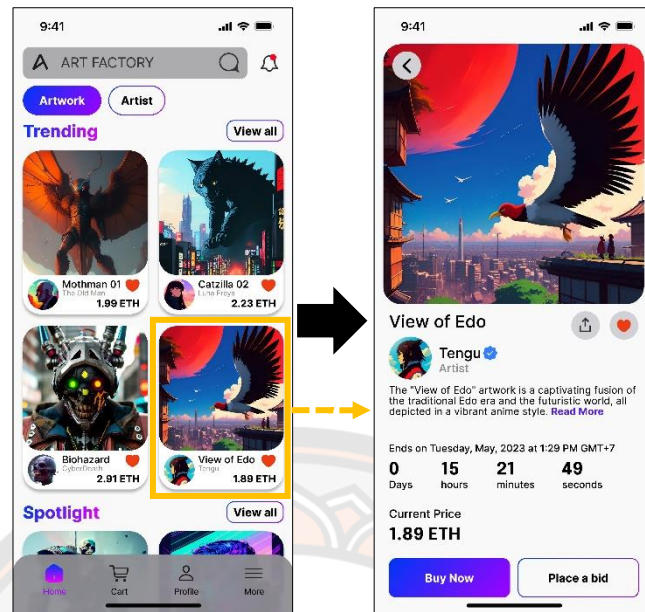 9:41
ART FACTORY
Artwork
Artist
Trending
View all
Mothman 01
The Old Man
1.99 ETH
Catzilla 02
Luna Freya
2.23 ETH
Biohazard
CyberDeath
2.91 ETH
View of Edo
Tengu
1.89 ETH
Spotlight
View all
Home
Cart
Profile
More
9:41
View of Edo
Tengu
Artist
The "View of Edo" artwork is a captivating fusion of
the traditional Edo era and the futuristic world, all
depicted in a vibrant anime style. Read More
Ends on Tuesday, May, 2023 at 1:29 PM GMT+7
0 15 21 49
Days hours minutes seconds
Current Price
1.89 ETH
Buy Now
Place a bid